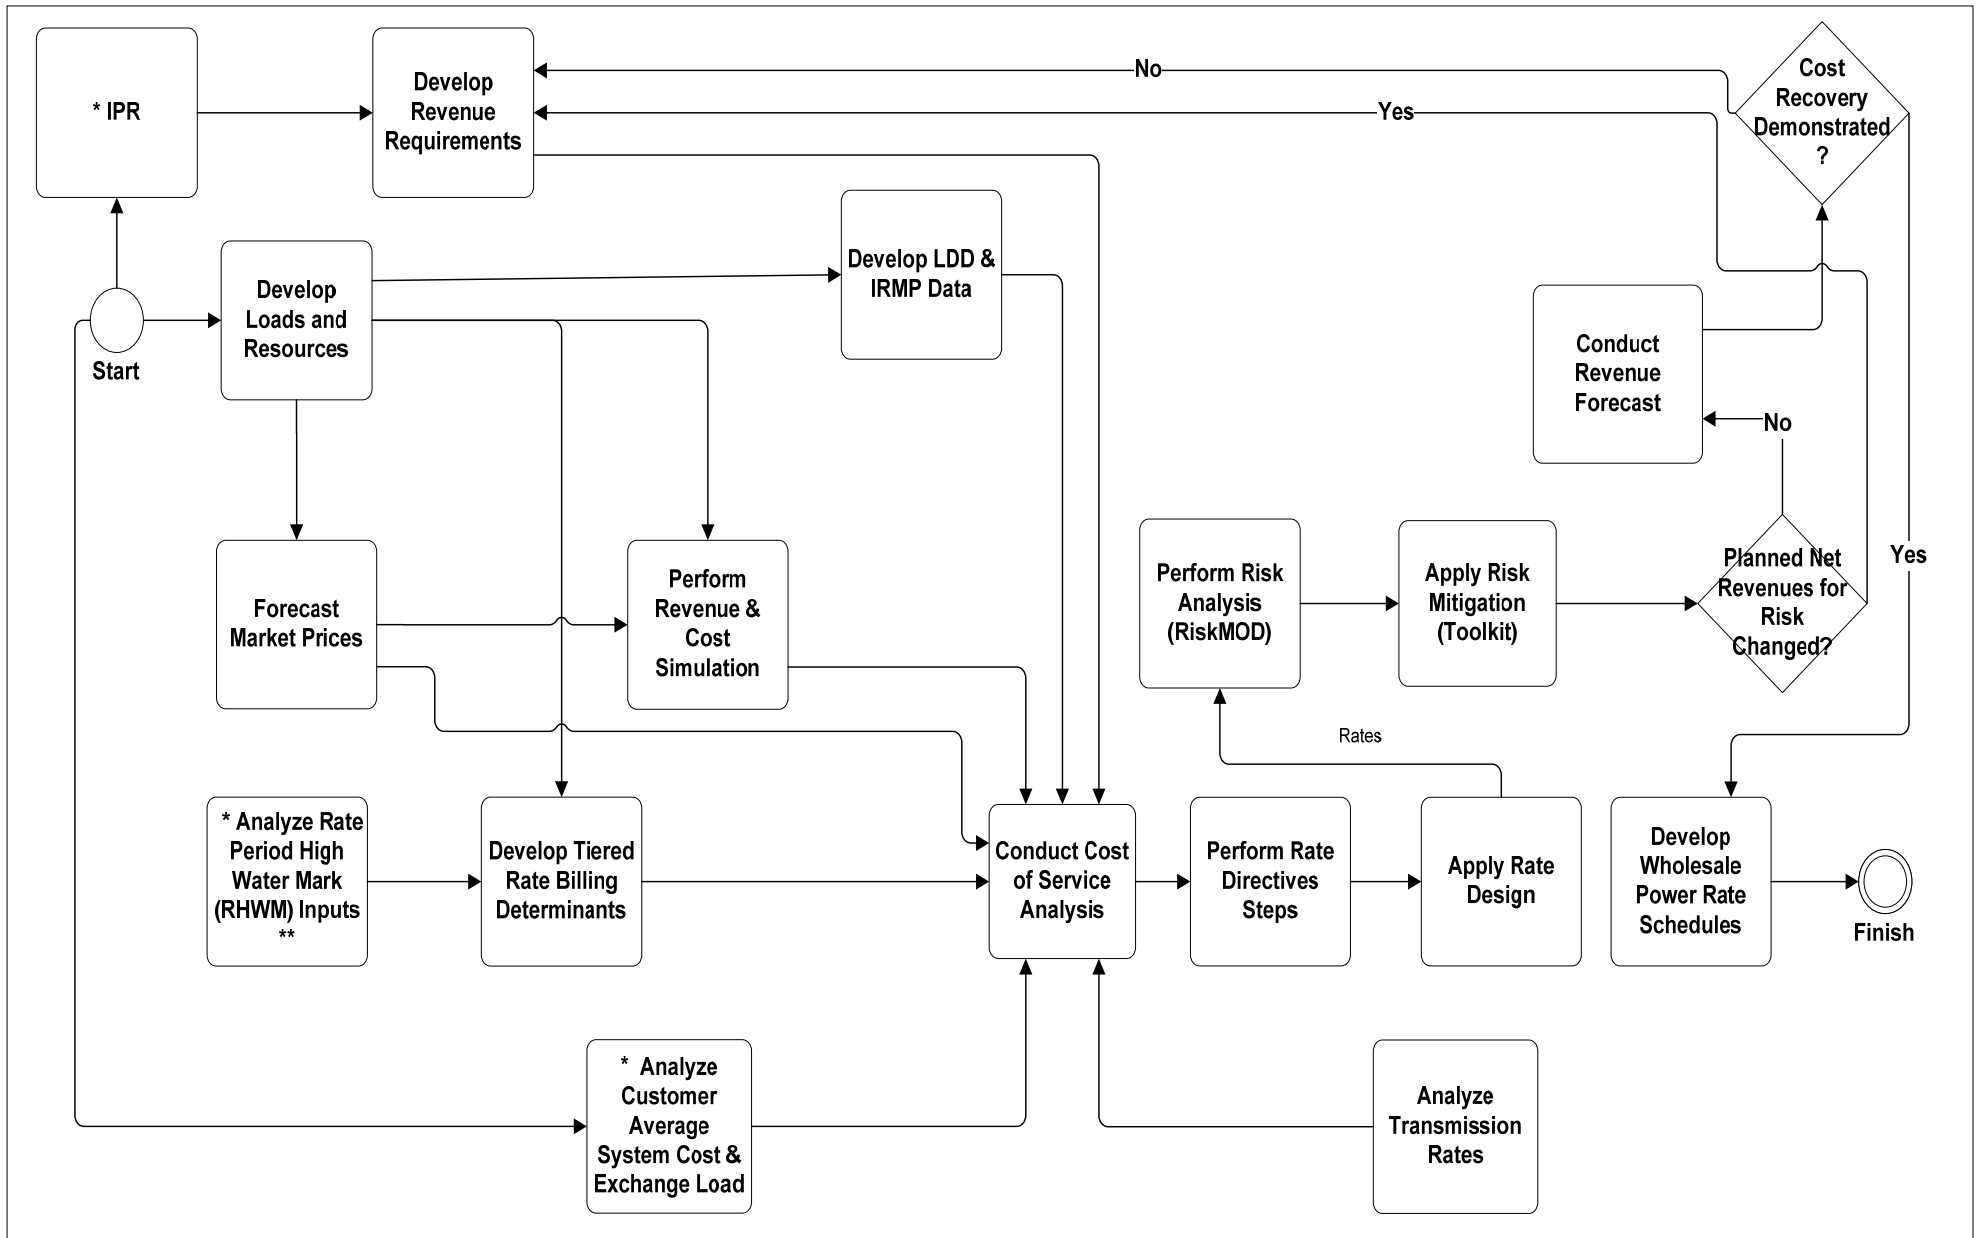 * IPR
Develop
Revenue
Requirements
No
Yes
Cost
Recovery
Demonstrated
?
Develop LDD &
IRMP Data
Develop
Loads and
Resources
Start
Conduct
Revenue
Forecast
No
Forecast
Market Prices
Perform
Revenue &
Cost
Simulation
Perform Risk
Analysis
(RiskMOD)
Apply Risk
Mitigation
(Toolkit)
Planned Net
Revenues for
Risk
Changed?
Yes
Rates
* Analyze Rate
Period High
Water Mark
(RHWM) Inputs
**
Develop Tiered
Rate Billing
Determinants
Conduct Cost
of Service
Analysis
Perform Rate
Directives
Steps
Apply Rate
Design
Develop
Wholesale
Power Rate
Schedules
Finish
* Analyze
Customer
Average
System Cost &
Exchange Load
Analyze
Transmission
Rates